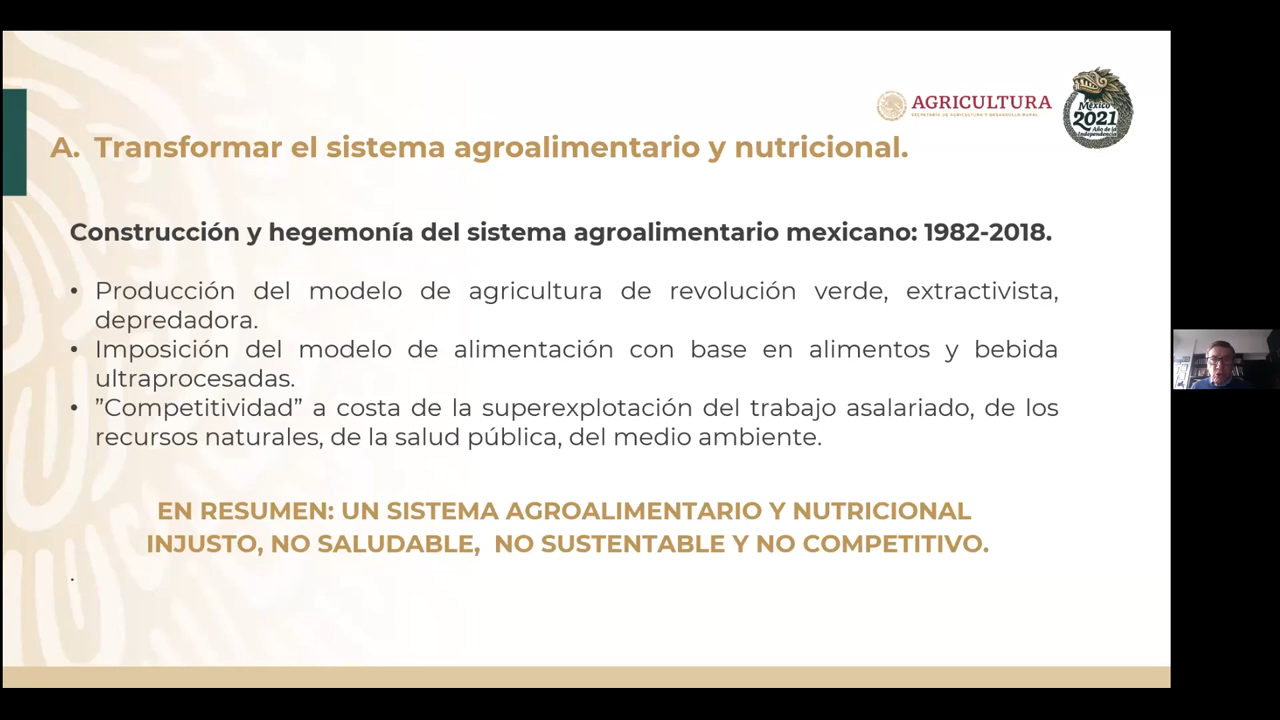 AGRICULTURA
SECRETARÍA DE AGRICULTURA Y DESARROLLO RURAL
México
2021
Año de la
Independencia
A. Transformar el sistema agroalimentario y nutricional.
Construcción y hegemonía del sistema agroalimentario mexicano: 1982-2018.
• Producción del modelo de agricultura de revolución verde, extractivista,
depredadora.
• Imposición del modelo de alimentación con base en alimentos y bebida
ultraprocesadas.
• ”Competitividad” a costa de la superexplotación del trabajo asalariado, de los
recursos naturales, de la salud pública, del medio ambiente.
EN RESUMEN: UN SISTEMA AGROALIMENTARIO Y NUTRICIONAL
INJUSTO, NO SALUDABLE, NO SUSTENTABLE Y NO COMPETITIVO.
.